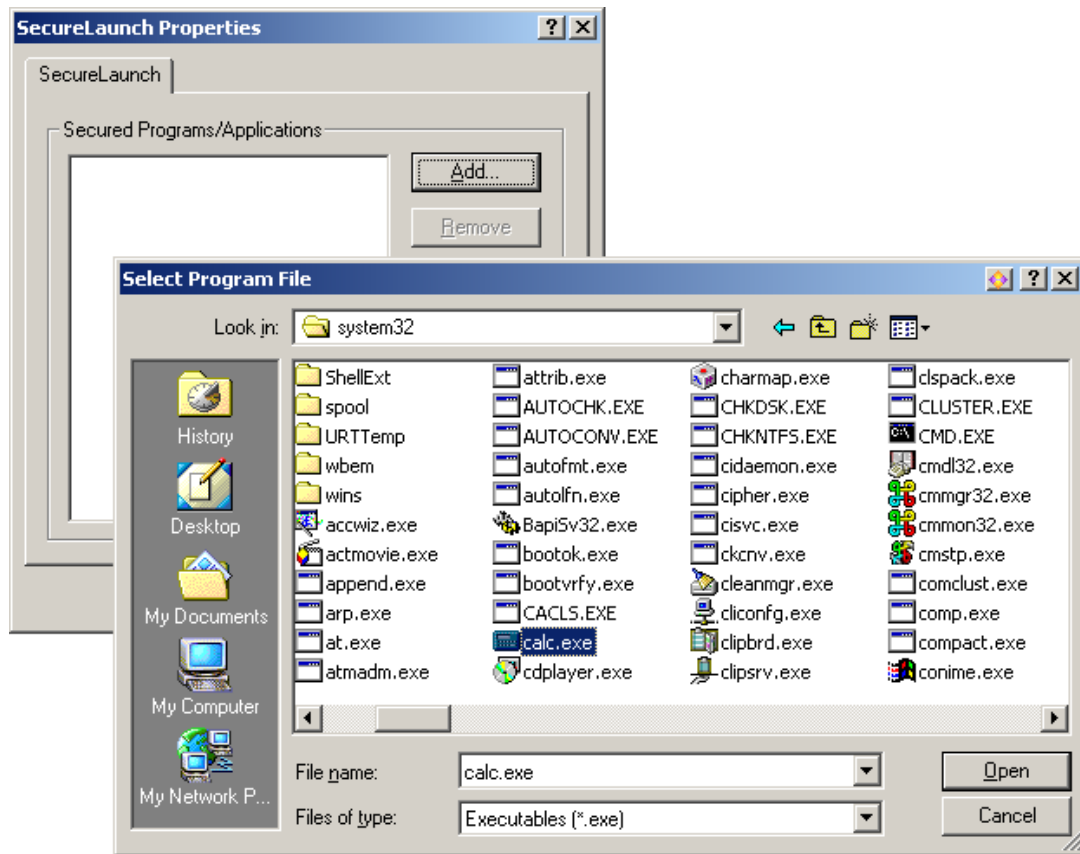 SecureLaunch Properties
SecureLaunch
Secured Programs/Applications
Add...
Remove
Select Program File
Look in: system32
History
Desktop
My Documents
My Computer
My Network P...
ShellExt attrib.exe charmap.exe clspack.exe
spool AUTOCHK.EXE CHKDSK.EXE CLUSTER.EXE
URTTemp AUTOCONV.EXE CHKNTFS.EXE CMD.EXE
wbem autofmt.exe cidaemon.exe cmdl32.exe
wins autolfn.exe cipher.exe cmmgr32.exe
accwiz.exe BapiSv32.exe cisvc.exe cmmon32.exe
actmovie.exe bootok.exe ckcnv.exe cmstp.exe
append.exe bootvrfy.exe cleanmgr.exe comclust.exe
arp.exe CACLS.EXE cliconfg.exe comp.exe
at.exe calc.exe clipbrd.exe compact.exe
atmadm.exe cdplayer.exe clipsrv.exe conime.exe
File name: calc.exe Open
Files of type: Executables (*.exe) Cancel